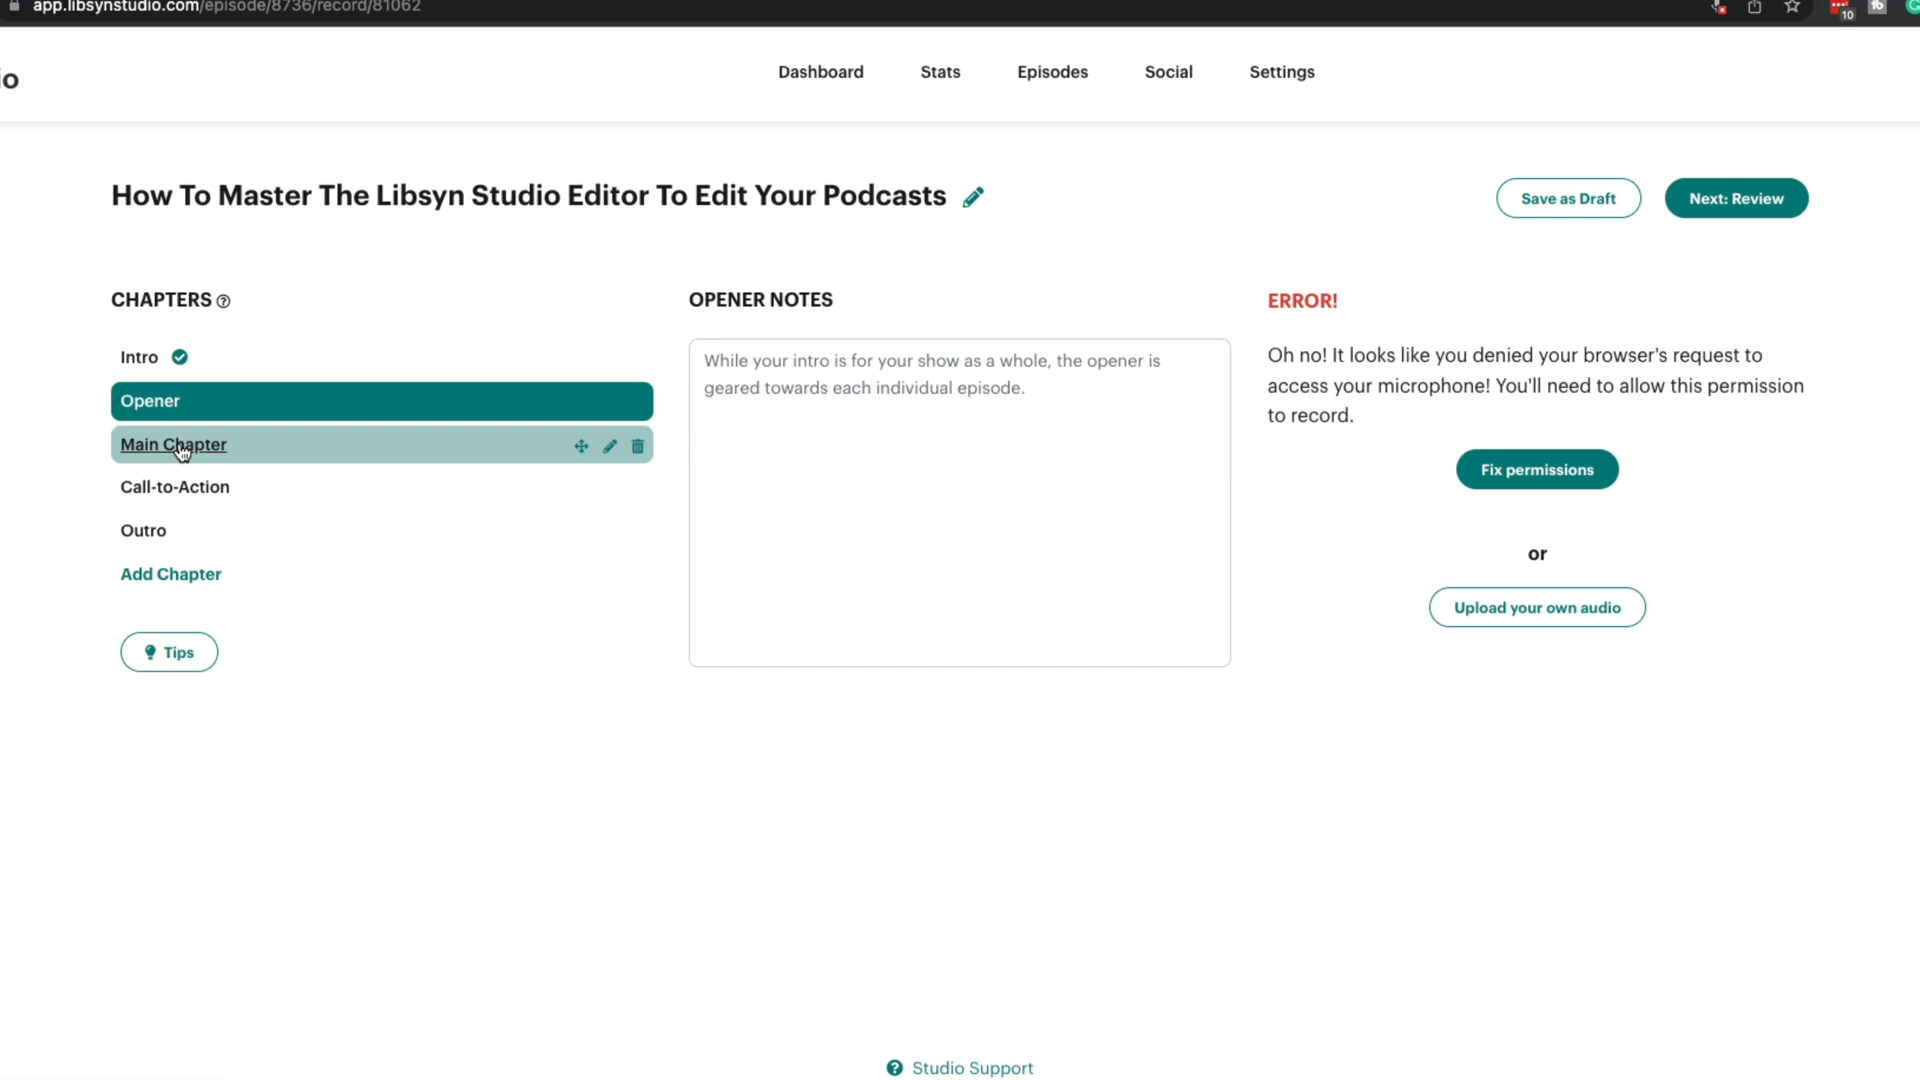 app.libsynstudio.com/episode/8736/record/81062
10
io
Dashboard
Stats
Episodes
Social
Settings
How To Master The Libsyn Studio Editor To Edit Your Podcasts
Save as Draft
Next: Review
CHAPTERS
Intro
Opener
Main Chapter
Call-to-Action
Outro
Add Chapter
Tips
OPENER NOTES
While your intro is for your show as a whole, the opener is
geared towards each individual episode.
ERROR!
Oh no! It looks like you denied your browser's request to
access your microphone! You'll need to allow this permission
to record.
Fix permissions
or
Upload your own audio
Studio Support